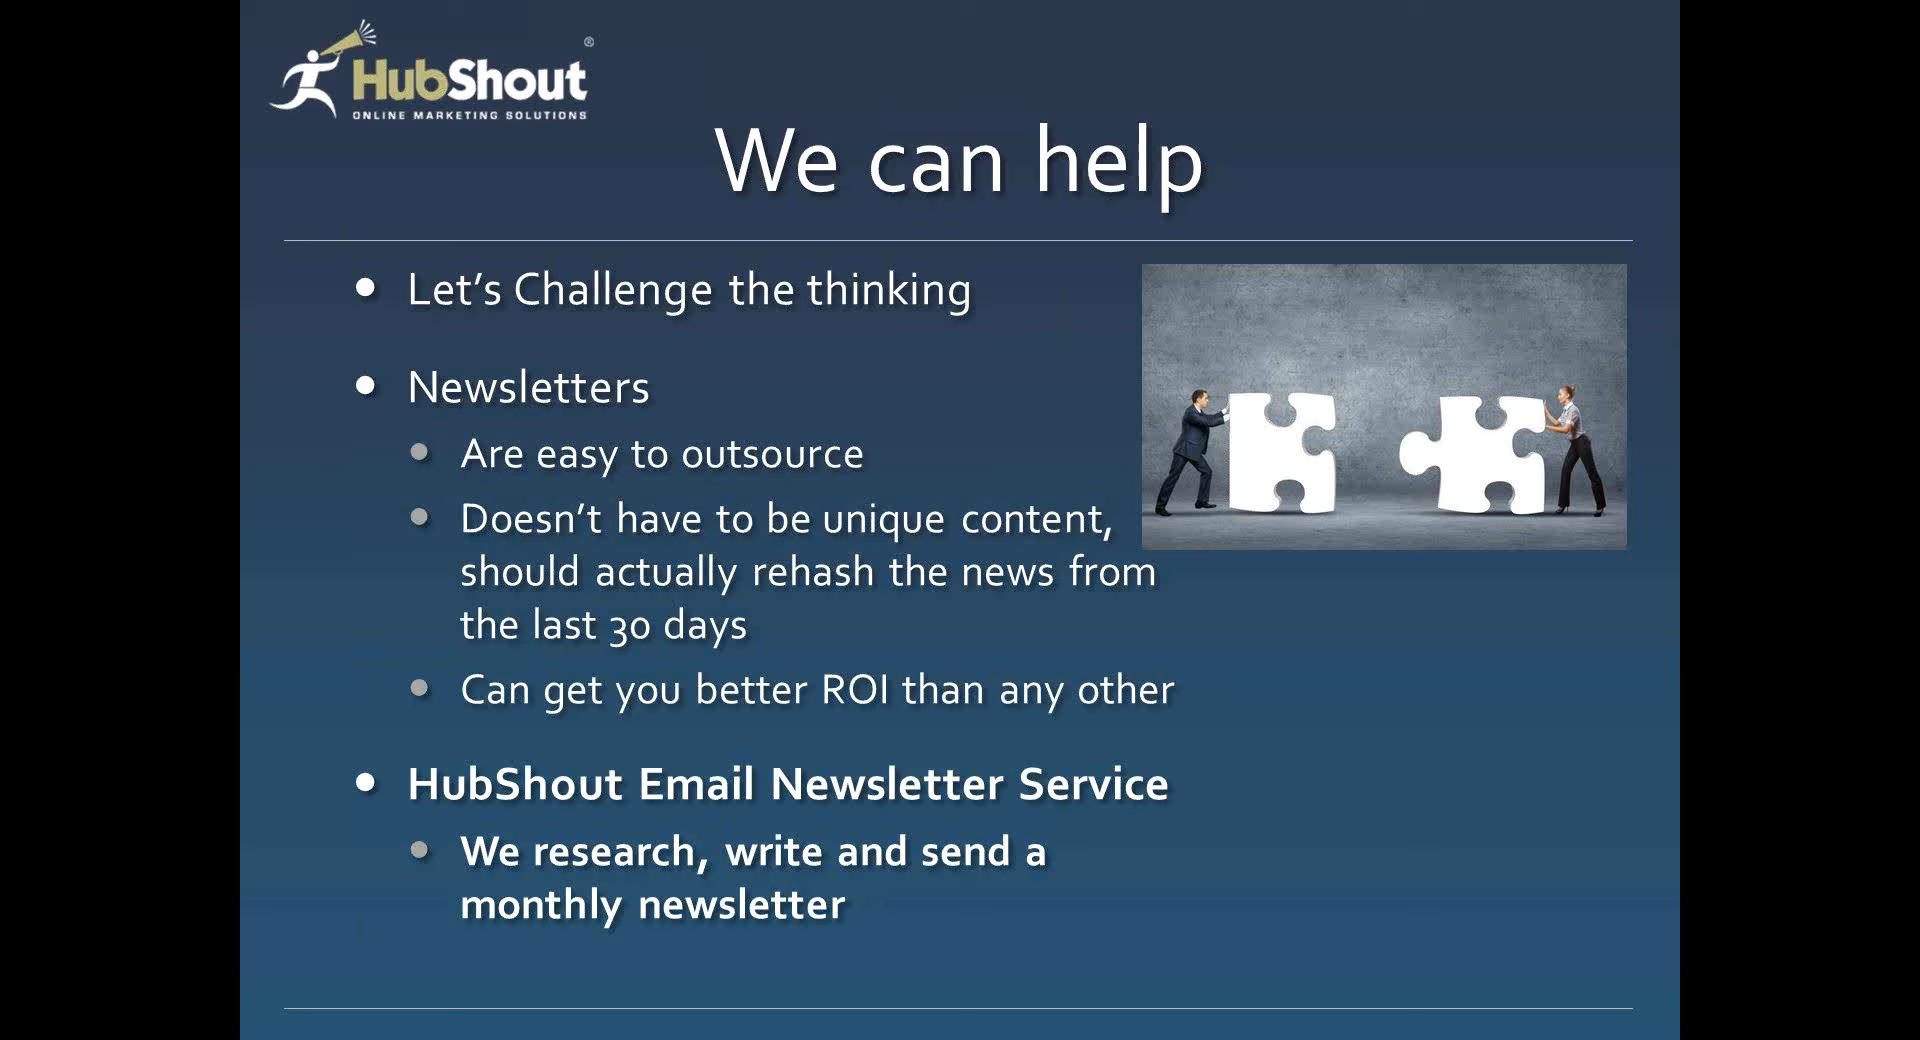 HubShout ®
ONLINE MARKETING SOLUTIONS
We can help
• Let’s Challenge the thinking
• Newsletters
• Are easy to outsource
• Doesn’t have to be unique content,
should actually rehash the news from
the last 30 days
• Can get you better ROI than any other
• HubShout Email Newsletter Service
• We research, write and send a
monthly newsletter